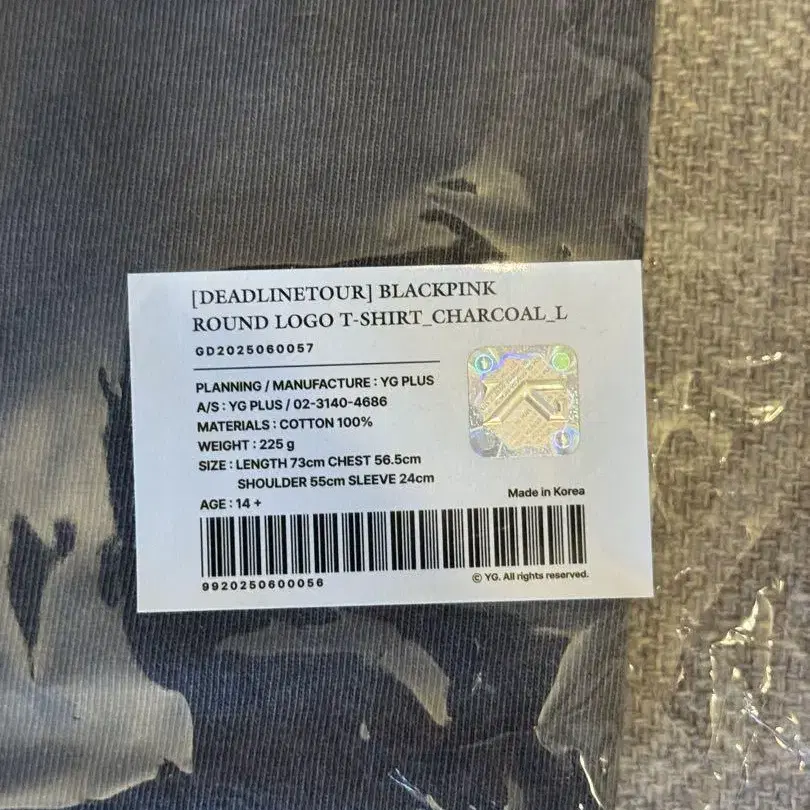 [DEADLINETOUR] BLACKPINK
ROUND LOGO T-SHIRT_CHARCOAL_L
GD2025060057
PLANNING / MANUFACTURE : YG PLUS
A/S : YG PLUS / 02-3140-4686
MATERIALS : COTTON 100%
WEIGHT : 225 g
SIZE : LENGTH 73cm CHEST 56.5cm
SHOULDER 55cm SLEEVE 24cm
AGE : 14 +
Made in Korea
9920250600056
© YG. All rights reserved.